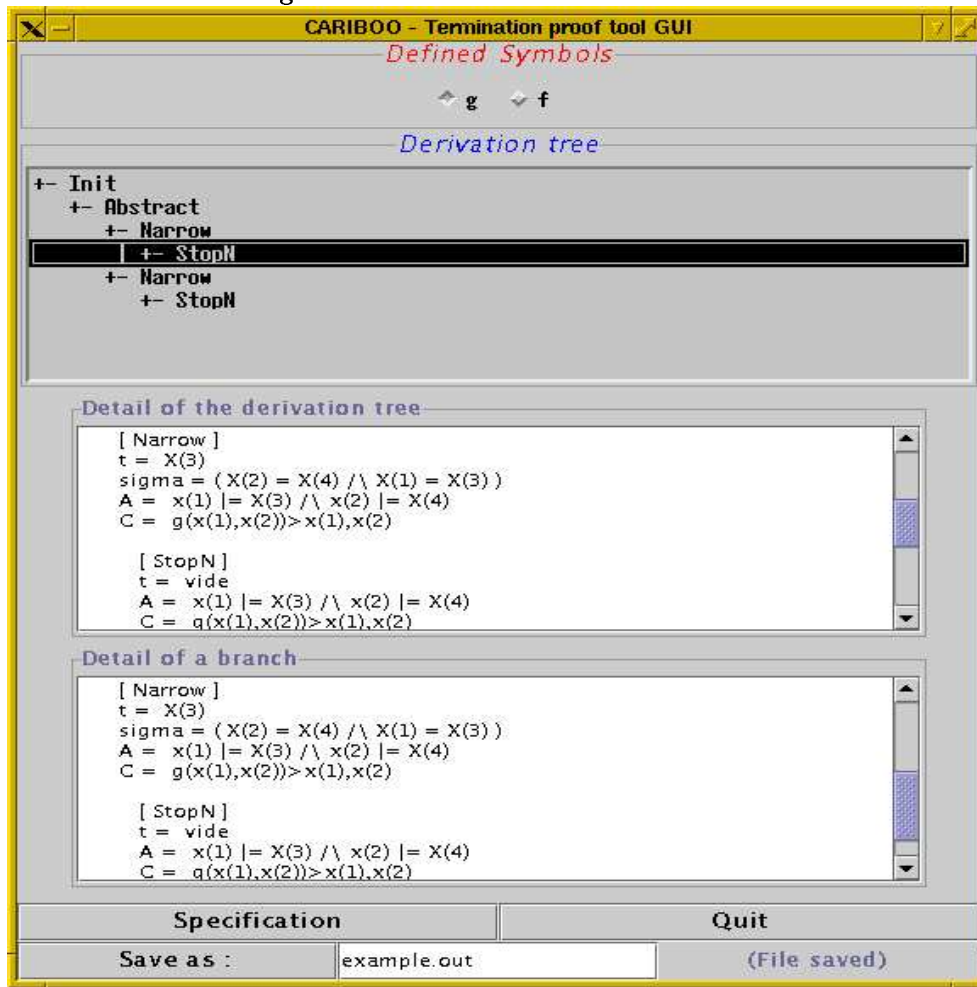 CARIBOO - Termination proof tool GUI
Defined Symbols
g f
Derivation tree
+- Init
+- Abstract
+- Narrow
| +- StopN
+- Narrow
+- StopN
Detail of the derivation tree
[ Narrow ]
t = X(3)
sigma = ( X(2) = X(4) /\ X(1) = X(3) )
A = x(1) |= X(3) /\ x(2) |= X(4)
C = g(x(1),x(2))>x(1),x(2)
[ StopN ]
t = vide
A = x(1) |= X(3) /\ x(2) |= X(4)
C = g(x(1),x(2))>x(1),x(2)
Detail of a branch
[ Narrow ]
t = X(3)
sigma = ( X(2) = X(4) /\ X(1) = X(3) )
A = x(1) |= X(3) /\ x(2) |= X(4)
C = g(x(1),x(2))>x(1),x(2)
[ StopN ]
t = vide
A = x(1) |= X(3) /\ x(2) |= X(4)
C = g(x(1),x(2))>x(1),x(2)
Specification Quit
Save as : example.out (File saved)